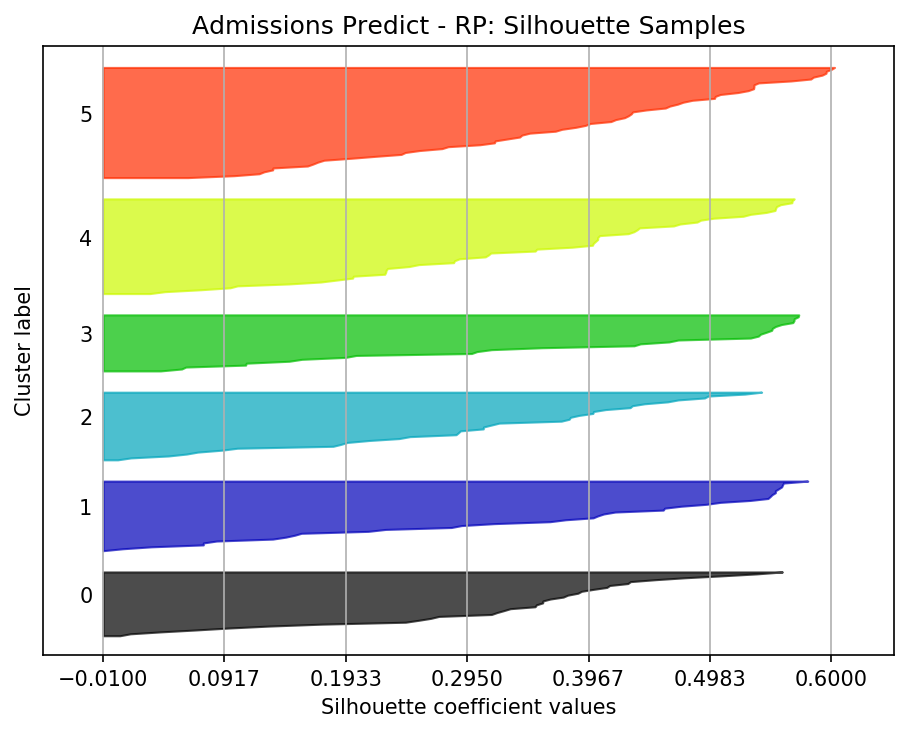 Admissions Predict - RP: Silhouette Samples
5
4
3
2
1
0
Cluster label
−0.0100 0.0917 0.1933 0.2950 0.3967 0.4983 0.6000
Silhouette coefficient values